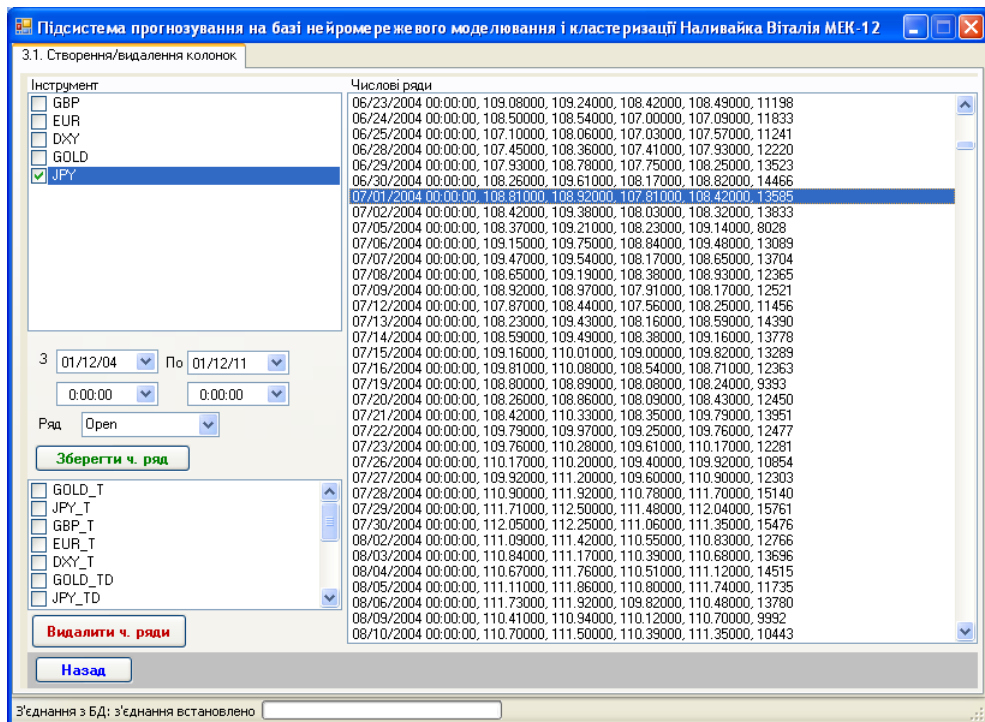 Підсистема прогнозування на базі нейромережевого моделювання і кластеризації Наливайка Віталія МЕК-12
3.1. Створення/видалення колонок
Інструмент
GBP
EUR
DXY
GOLD
JPY
З 01/12/04 По 01/12/11
0:00:00 0:00:00
Ряд Open
Зберегти ч. ряд
GOLD_T
JPY_T
GBP_T
EUR_T
DXY_T
GOLD_TD
JPY_TD
Видалити ч. ряди
Числові ряди
06/23/2004 00:00:00, 109.08000, 109.24000, 108.42000, 108.49000, 11198
06/24/2004 00:00:00, 108.50000, 108.54000, 107.00000, 107.09000, 11833
06/25/2004 00:00:00, 107.10000, 108.06000, 107.03000, 107.57000, 11241
06/28/2004 00:00:00, 107.45000, 108.36000, 107.41000, 107.93000, 12220
06/29/2004 00:00:00, 107.93000, 108.78000, 107.75000, 108.25000, 13523
06/30/2004 00:00:00, 108.26000, 109.61000, 108.17000, 108.82000, 14466
07/01/2004 00:00:00, 108.81000, 108.92000, 107.81000, 108.42000, 13585
07/02/2004 00:00:00, 108.42000, 109.38000, 108.03000, 108.32000, 13833
07/05/2004 00:00:00, 108.37000, 109.21000, 108.23000, 109.14000, 8028
07/06/2004 00:00:00, 109.15000, 109.75000, 108.84000, 109.48000, 13089
07/07/2004 00:00:00, 109.47000, 109.54000, 108.17000, 108.65000, 13704
07/08/2004 00:00:00, 108.65000, 109.19000, 108.38000, 108.93000, 12365
07/09/2004 00:00:00, 108.92000, 108.97000, 107.91000, 108.17000, 12521
07/12/2004 00:00:00, 107.87000, 108.44000, 107.56000, 108.25000, 11456
07/13/2004 00:00:00, 108.23000, 109.43000, 108.16000, 108.59000, 14390
07/14/2004 00:00:00, 108.59000, 109.49000, 108.38000, 109.16000, 13778
07/15/2004 00:00:00, 109.16000, 110.01000, 109.00000, 109.82000, 13289
07/16/2004 00:00:00, 109.81000, 110.08000, 108.54000, 108.71000, 12363
07/19/2004 00:00:00, 108.80000, 108.89000, 108.08000, 108.24000, 9393
07/20/2004 00:00:00, 108.26000, 108.86000, 108.09000, 108.43000, 12450
07/21/2004 00:00:00, 108.42000, 110.33000, 108.35000, 109.79000, 13951
07/22/2004 00:00:00, 109.79000, 109.97000, 109.25000, 109.76000, 12477
07/23/2004 00:00:00, 109.76000, 110.28000, 109.61000, 110.17000, 12281
07/26/2004 00:00:00, 110.17000, 110.20000, 109.40000, 109.92000, 10854
07/27/2004 00:00:00, 109.92000, 111.20000, 109.60000, 110.90000, 12303
07/28/2004 00:00:00, 110.90000, 111.92000, 110.78000, 111.70000, 15140
07/29/2004 00:00:00, 111.71000, 112.50000, 111.48000, 112.04000, 15761
07/30/2004 00:00:00, 112.05000, 112.25000, 111.06000, 111.35000, 15476
08/02/2004 00:00:00, 111.09000, 111.42000, 110.55000, 110.83000, 12766
08/03/2004 00:00:00, 110.84000, 111.17000, 110.39000, 110.68000, 13696
08/04/2004 00:00:00, 110.67000, 111.76000, 110.51000, 111.12000, 14515
08/05/2004 00:00:00, 111.11000, 111.86000, 110.80000, 111.74000, 11735
08/06/2004 00:00:00, 111.73000, 111.92000, 109.82000, 110.48000, 13780
08/09/2004 00:00:00, 110.41000, 110.94000, 110.12000, 110.70000, 9992
08/10/2004 00:00:00, 110.70000, 111.50000, 110.39000, 111.35000, 10443
Назад
З'єднання з БД: з'єднання встановлено